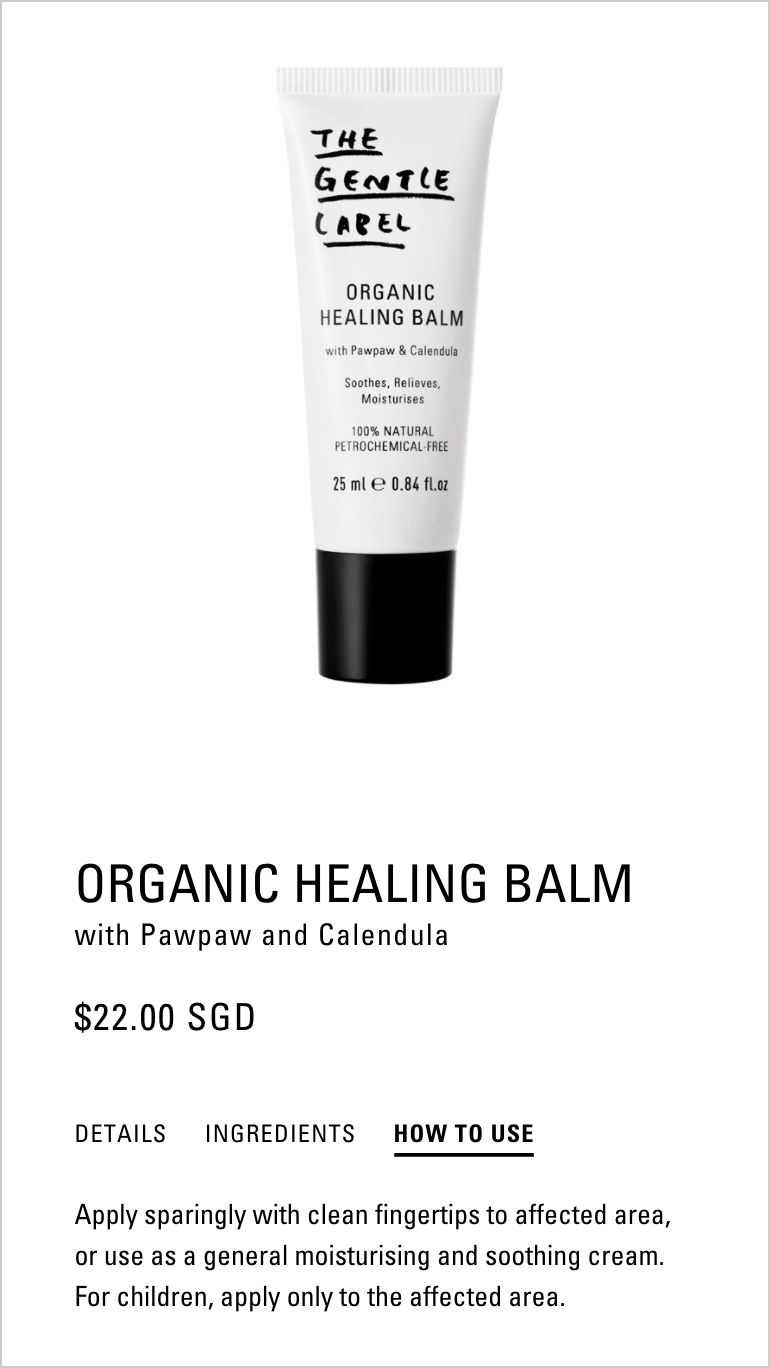 THE
GENTLE
LABEL
ORGANIC
HEALING BALM
with Pawpaw & Calendula
Soothes, Relieves,
Moisturises
100% NATURAL
PETROCHEMICAL-FREE
25 ml ℮ 0.84 fl.oz
ORGANIC HEALING BALM
with Pawpaw and Calendula
$22.00 SGD
DETAILS INGREDIENTS HOW TO USE
Apply sparingly with clean fingertips to affected area,
or use as a general moisturising and soothing cream.
For children, apply only to the affected area.